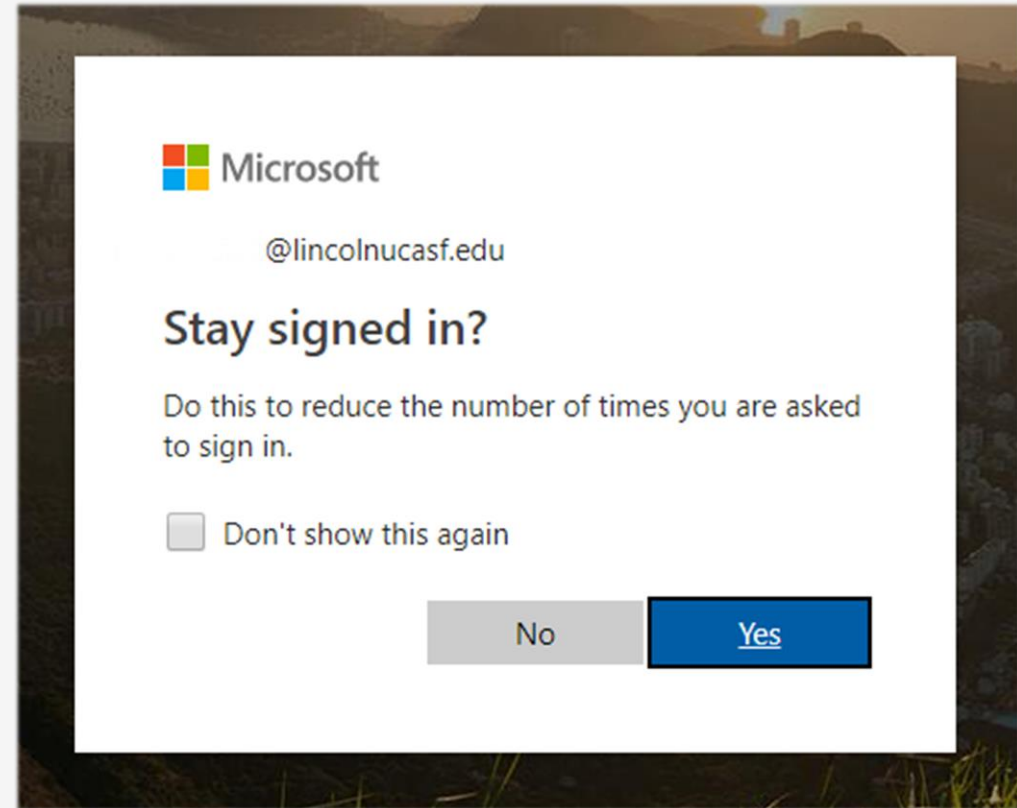 Microsoft
@lincolnucasf.edu
Stay signed in?
Do this to reduce the number of times you are asked
to sign in.
Don't show this again
No
Yes